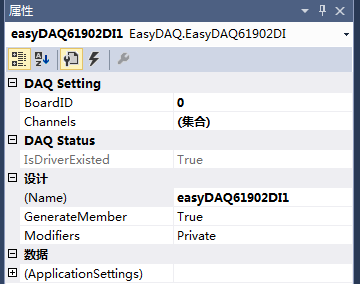 属性
easyDAQ61902DI1 EasyDAQ.EasyDAQ61902DI
DAQ Setting
BoardID 0
Channels (集合)
DAQ Status
IsDriverExisted True
设计
(Name) easyDAQ61902DI1
GenerateMember True
Modifiers Private
数据
(ApplicationSettings)